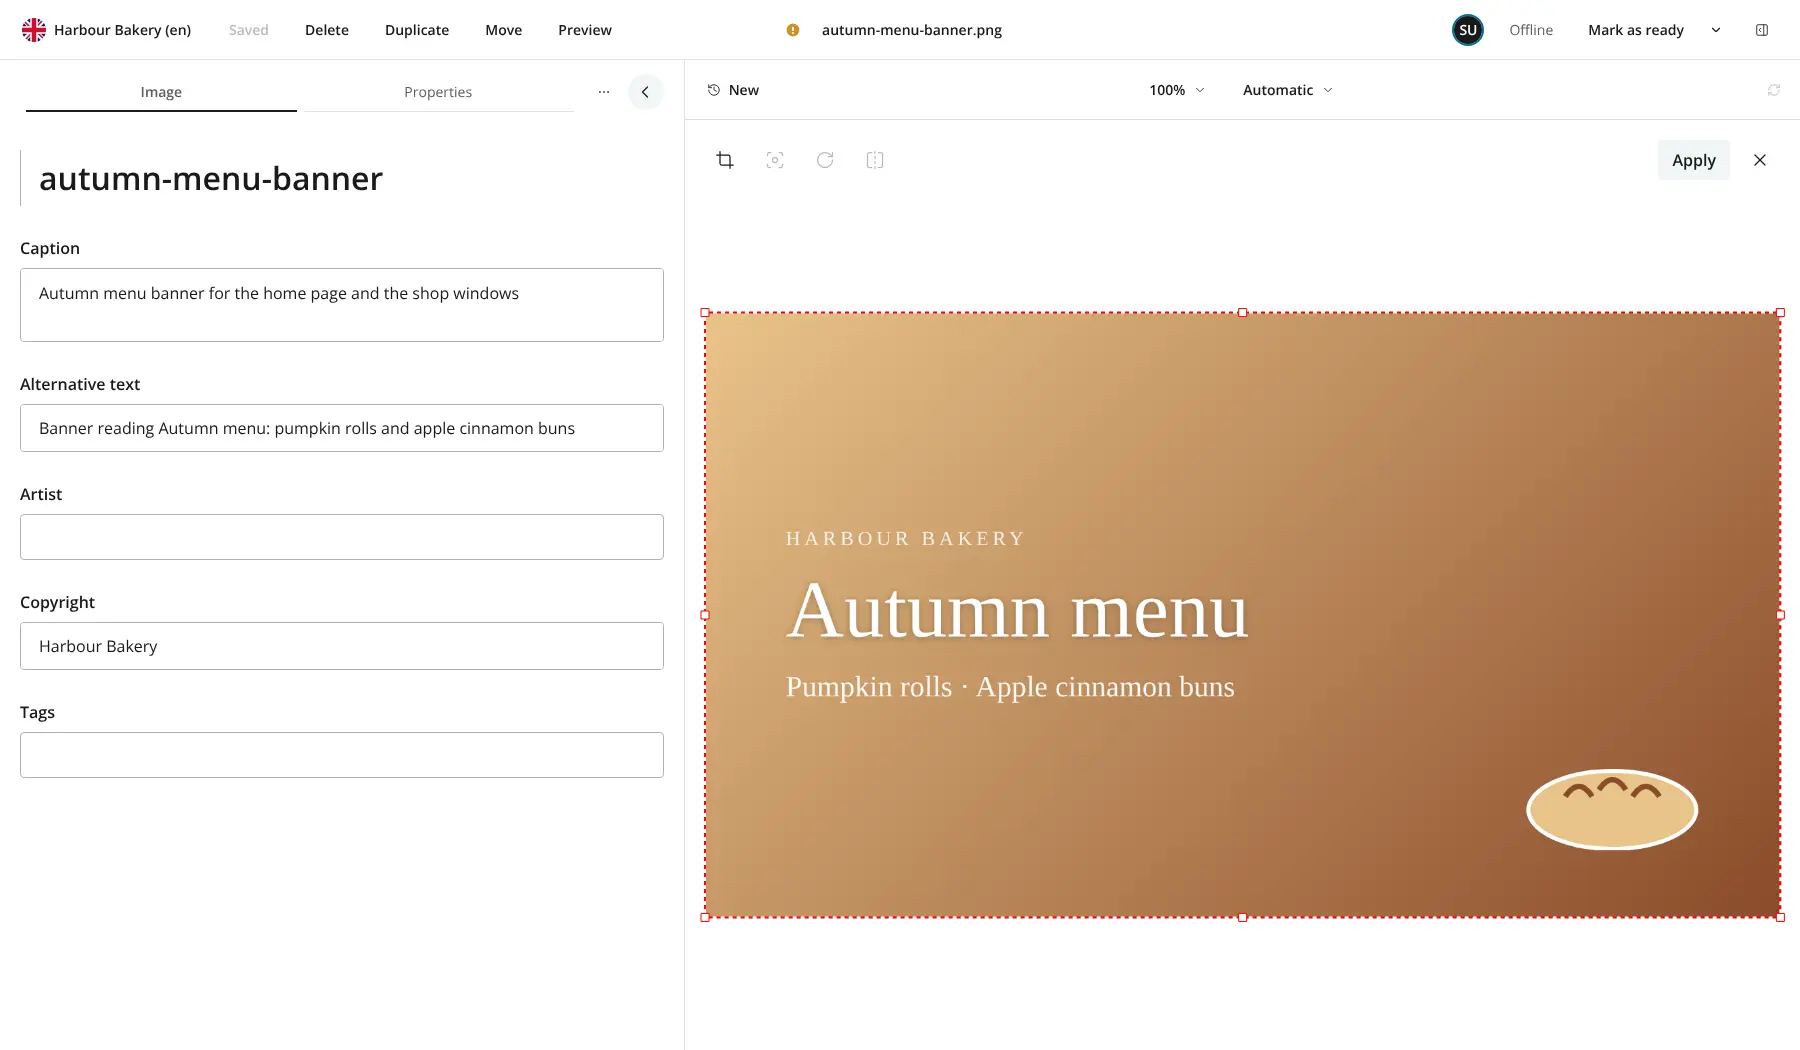 Harbour Bakery (en)
Saved
Delete
Duplicate
Move
Preview
autumn-menu-banner.png
SU
Offline
Mark as ready
Image
Properties
...
autumn-menu-banner
Caption
Autumn menu banner for the home page and the shop windows
Alternative text
Banner reading Autumn menu: pumpkin rolls and apple cinnamon buns
Artist
Copyright
Harbour Bakery
Tags
New
100%
Automatic
Apply
HARBOUR BAKERY
Autumn menu
Pumpkin rolls · Apple cinnamon buns